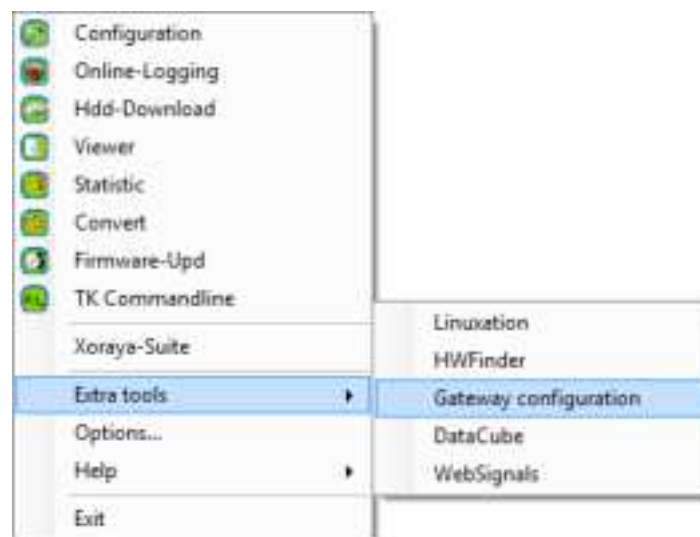 Configuration
Online-Logging
Hdd-Download
Viewer
Statistic
Convert
Firmware-Upd
TK Commandline
Xoraya-Suite
Extra tools
Options...
Help
Exit
Linuxation
HWFinder
Gateway configuration
DataCube
WebSignals